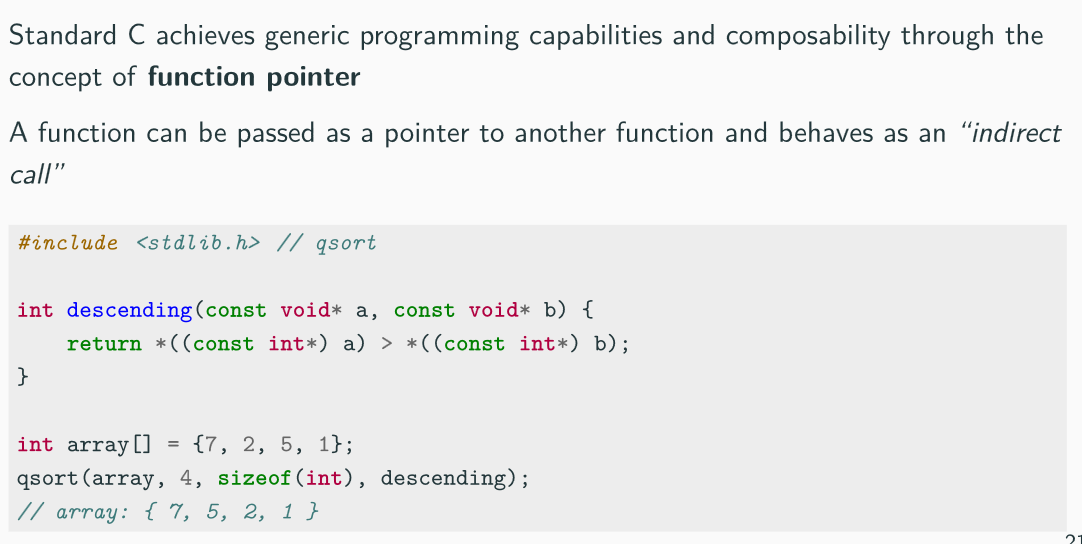 Standard C achieves generic programming capabilities and composability through the
concept of function pointer
A function can be passed as a pointer to another function and behaves as an “indirect
call”
#include <stdlib.h> // qsort
int descending(const void* a, const void* b) {
    return *((const int*) a) > *((const int*) b);
}
int array[] = {7, 2, 5, 1};
qsort(array, 4, sizeof(int), descending);
// array: { 7, 5, 2, 1 }
21